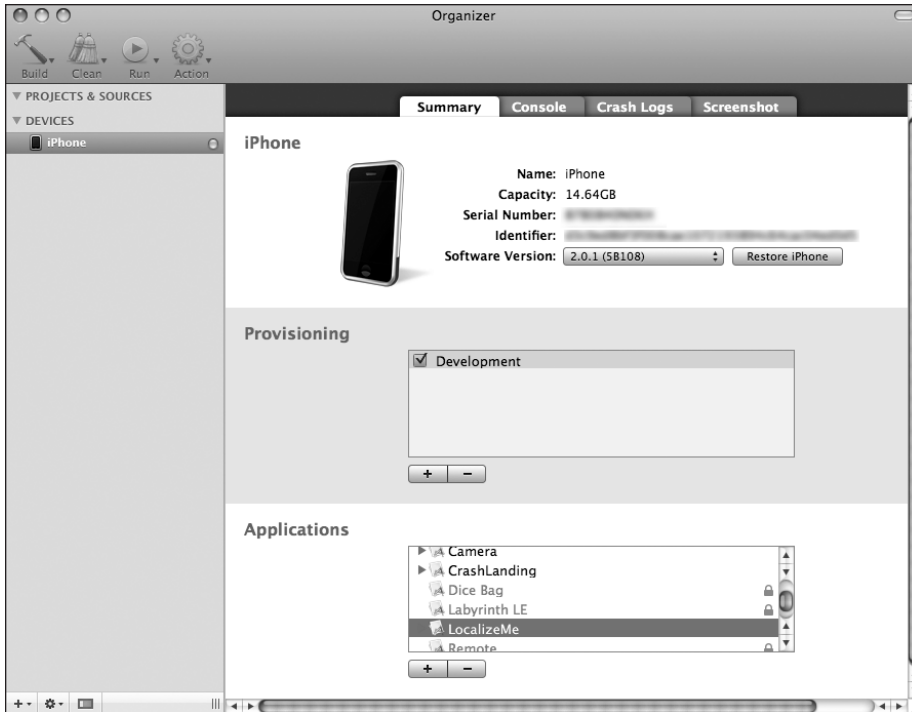 Organizer
Build Clean Run Action
PROJECTS & SOURCES
DEVICES
iPhone
Summary Console Crash Logs Screenshot
iPhone
Name: iPhone
Capacity: 14.64GB
Serial Number:
Identifier:
Software Version: 2.0.1 (5B108) Restore iPhone
Provisioning
Development
+ −
Applications
Camera
CrashLanding
Dice Bag
Labyrinth LE
LocalizeMe
Remote
+ −